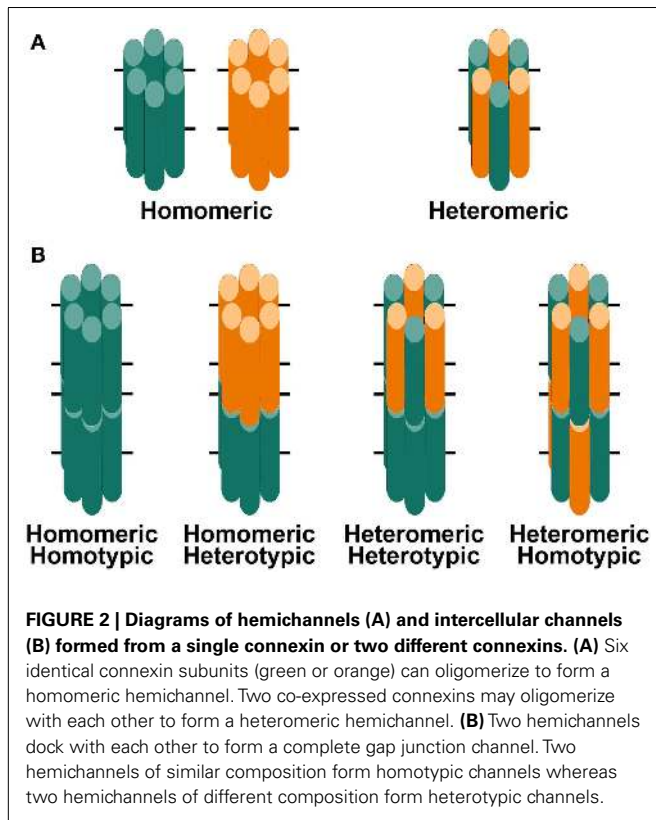 A
Homomeric Heteromeric
B
Homomeric Homomeric Heteromeric Heteromeric
Homotypic Heterotypic Heterotypic Homotypic
FIGURE 2 | Diagrams of hemichannels (A) and intercellular channels
(B) formed from a single connexin or two different connexins. (A) Six
identical connexin subunits (green or orange) can oligomerize to form a
homomeric hemichannel. Two co-expressed connexins may oligomerize
with each other to form a heteromeric hemichannel. (B) Two hemichannels
dock with each other to form a complete gap junction channel. Two
hemichannels of similar composition form homotypic channels whereas
two hemichannels of different composition form heterotypic channels.